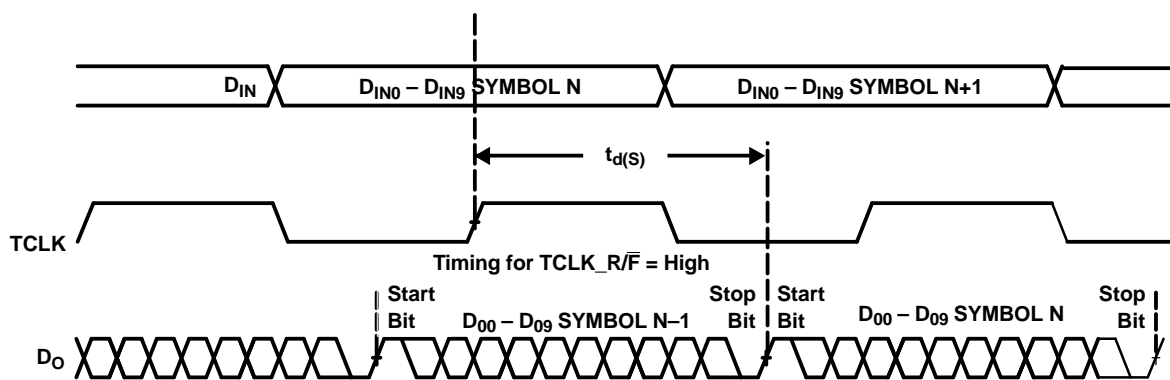 D_IN
D_IN0 – D_IN9 SYMBOL N
D_IN0 – D_IN9 SYMBOL N+1
t_d(S)
TCLK
Timing for TCLK_R/F̅ = High
Start
Bit
D_00 – D_09 SYMBOL N–1
Stop
Bit
Start
Bit
D_00 – D_09 SYMBOL N
Stop
Bit
D_O